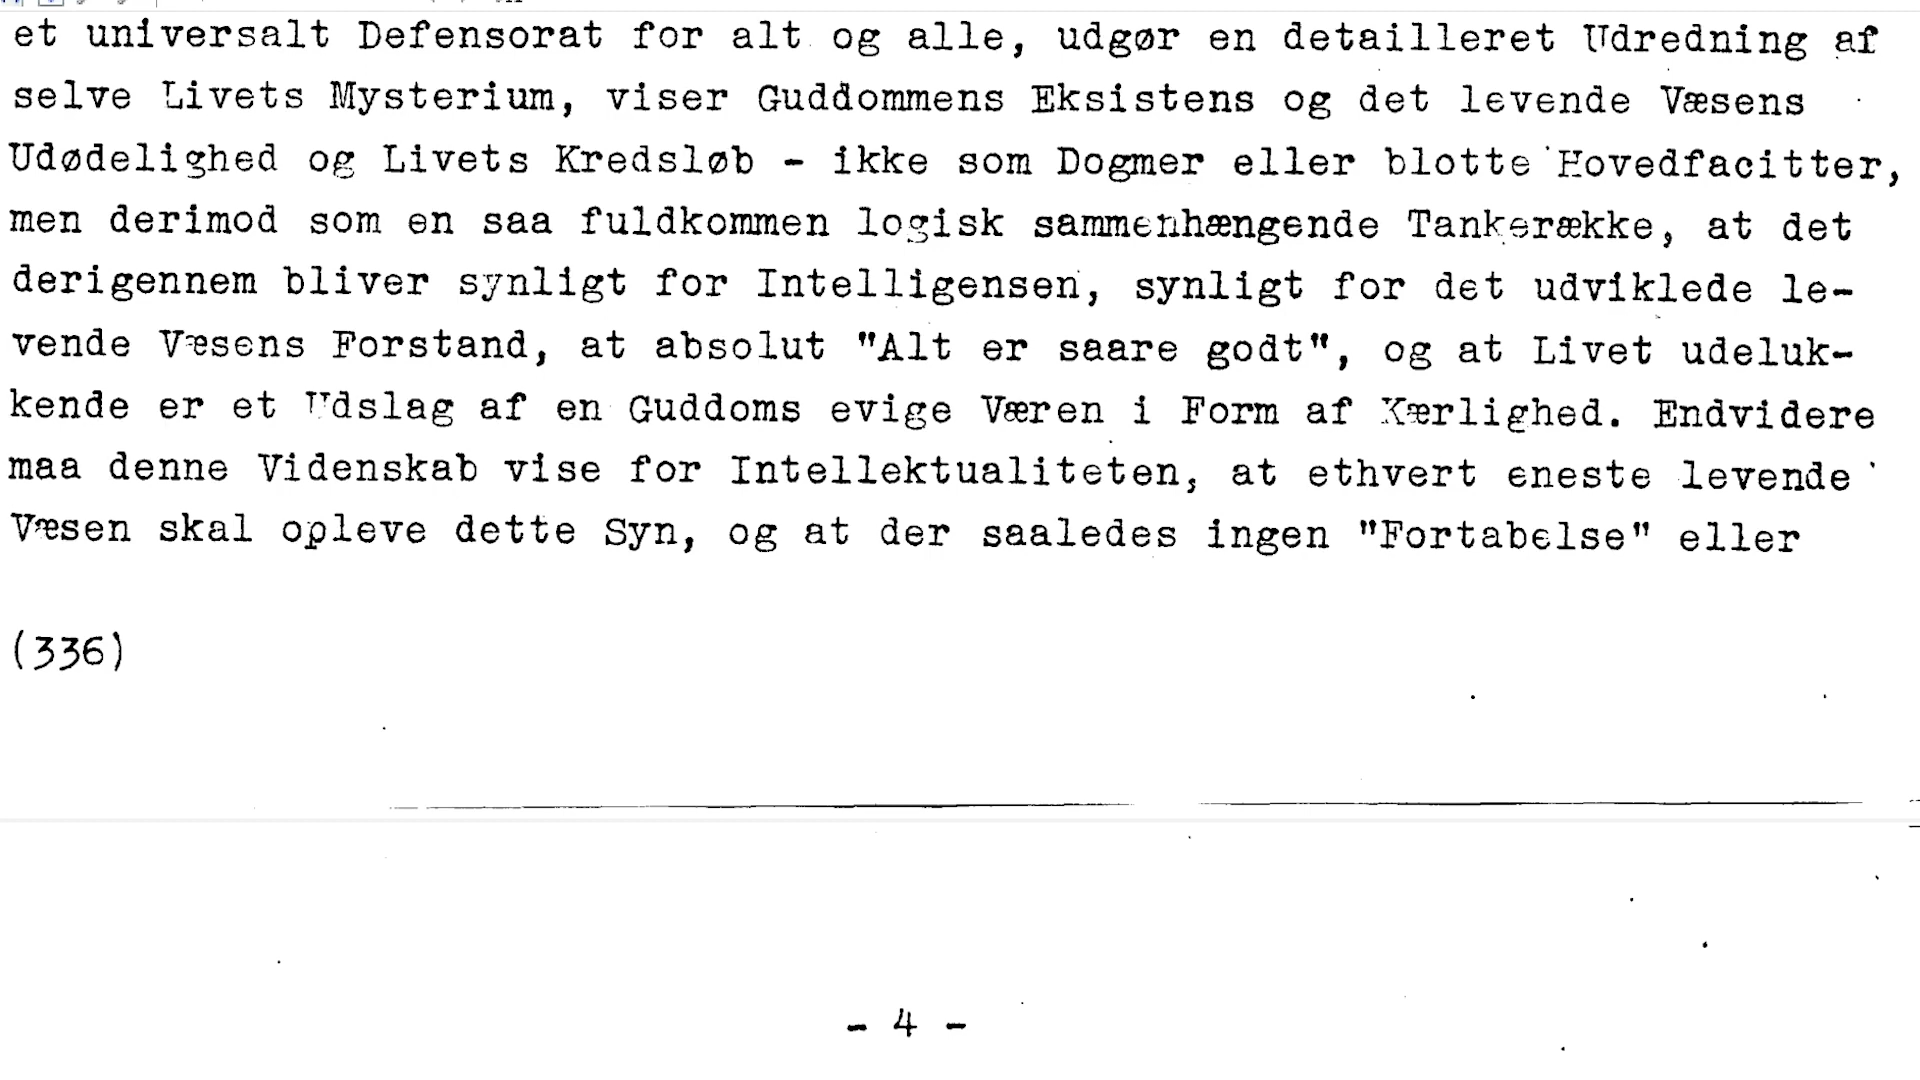 et universalt Defensorat for alt og alle, udgør en detailleret Udredning af
selve Livets Mysterium, viser Guddommens Eksistens og det levende Væsens
Udødelighed og Livets Kredsløb - ikke som Dogmer eller blotte Hovedfacitter,
men derimod som en saa fuldkommen logisk sammenhængende Tankerække, at det
derigennem bliver synligt for Intelligensen, synligt for det udviklede le-
vende Væsens Forstand, at absolut "Alt er saare godt", og at Livet udeluk-
kende er et Udslag af en Guddoms evige Væren i Form af Kærlighed. Endvidere
maa denne Videnskab vise for Intellektualiteten, at ethvert eneste levende
Væsen skal opleve dette Syn, og at der saaledes ingen "Fortabelse" eller
(336)
- 4 -